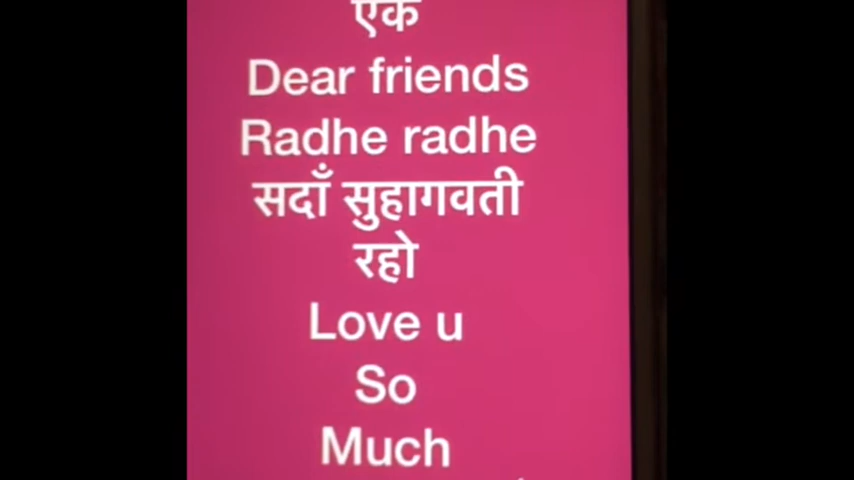 एक
Dear friends
Radhe radhe
सदाँ सुहागवती
रहो
Love u
So
Much